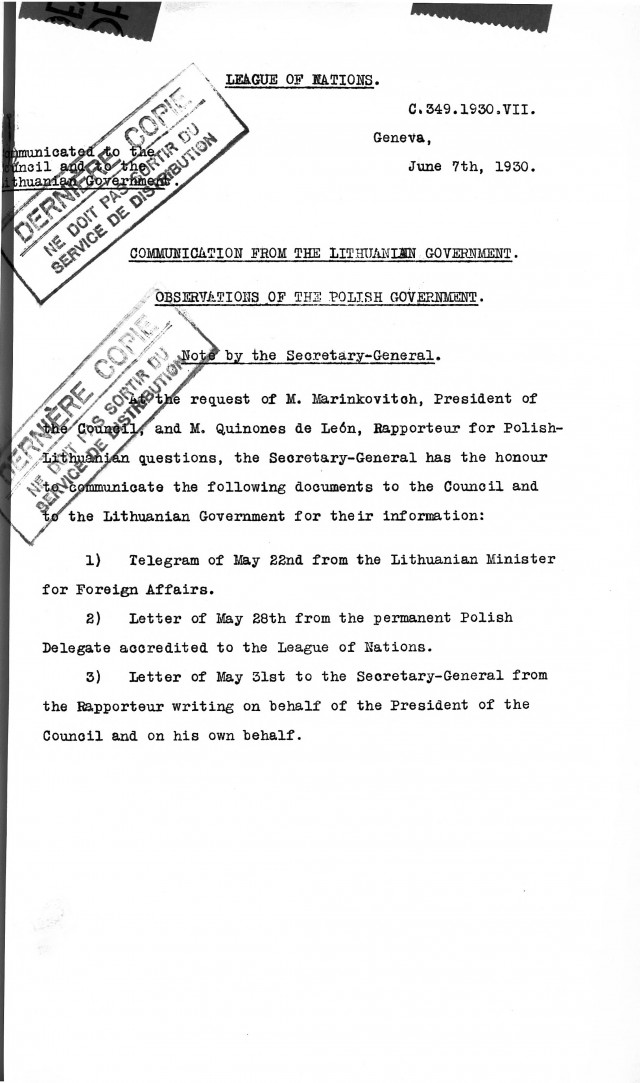 LEAGUE OF NATIONS.
C.349.1930.VII.
Geneva,
June 7th, 1930.
mmunicated to the
uncil and to the
ithuanian Government.
DERNIÈRE COPIE
NE DOIT PAS SORTIR DU
SERVICE DE DISTRIBUTION
COMMUNICATION FROM THE LITHUANIAN GOVERNMENT.
OBSERVATIONS OF THE POLISH GOVERNMENT.
Note by the Secretary-General.
DERNIÈRE COPIE
NE DOIT PAS SORTIR DU
SERVICE DE DISTRIBUTION
At the request of M. Marinkovitch, President of
the Council, and M. Quinones de León, Rapporteur for Polish-
Lithuanian questions, the Secretary-General has the honour
to communicate the following documents to the Council and
to the Lithuanian Government for their information:
1) Telegram of May 22nd from the Lithuanian Minister
for Foreign Affairs.
2) Letter of May 28th from the permanent Polish
Delegate accredited to the League of Nations.
3) Letter of May 31st to the Secretary-General from
the Rapporteur writing on behalf of the President of the
Council and on his own behalf.